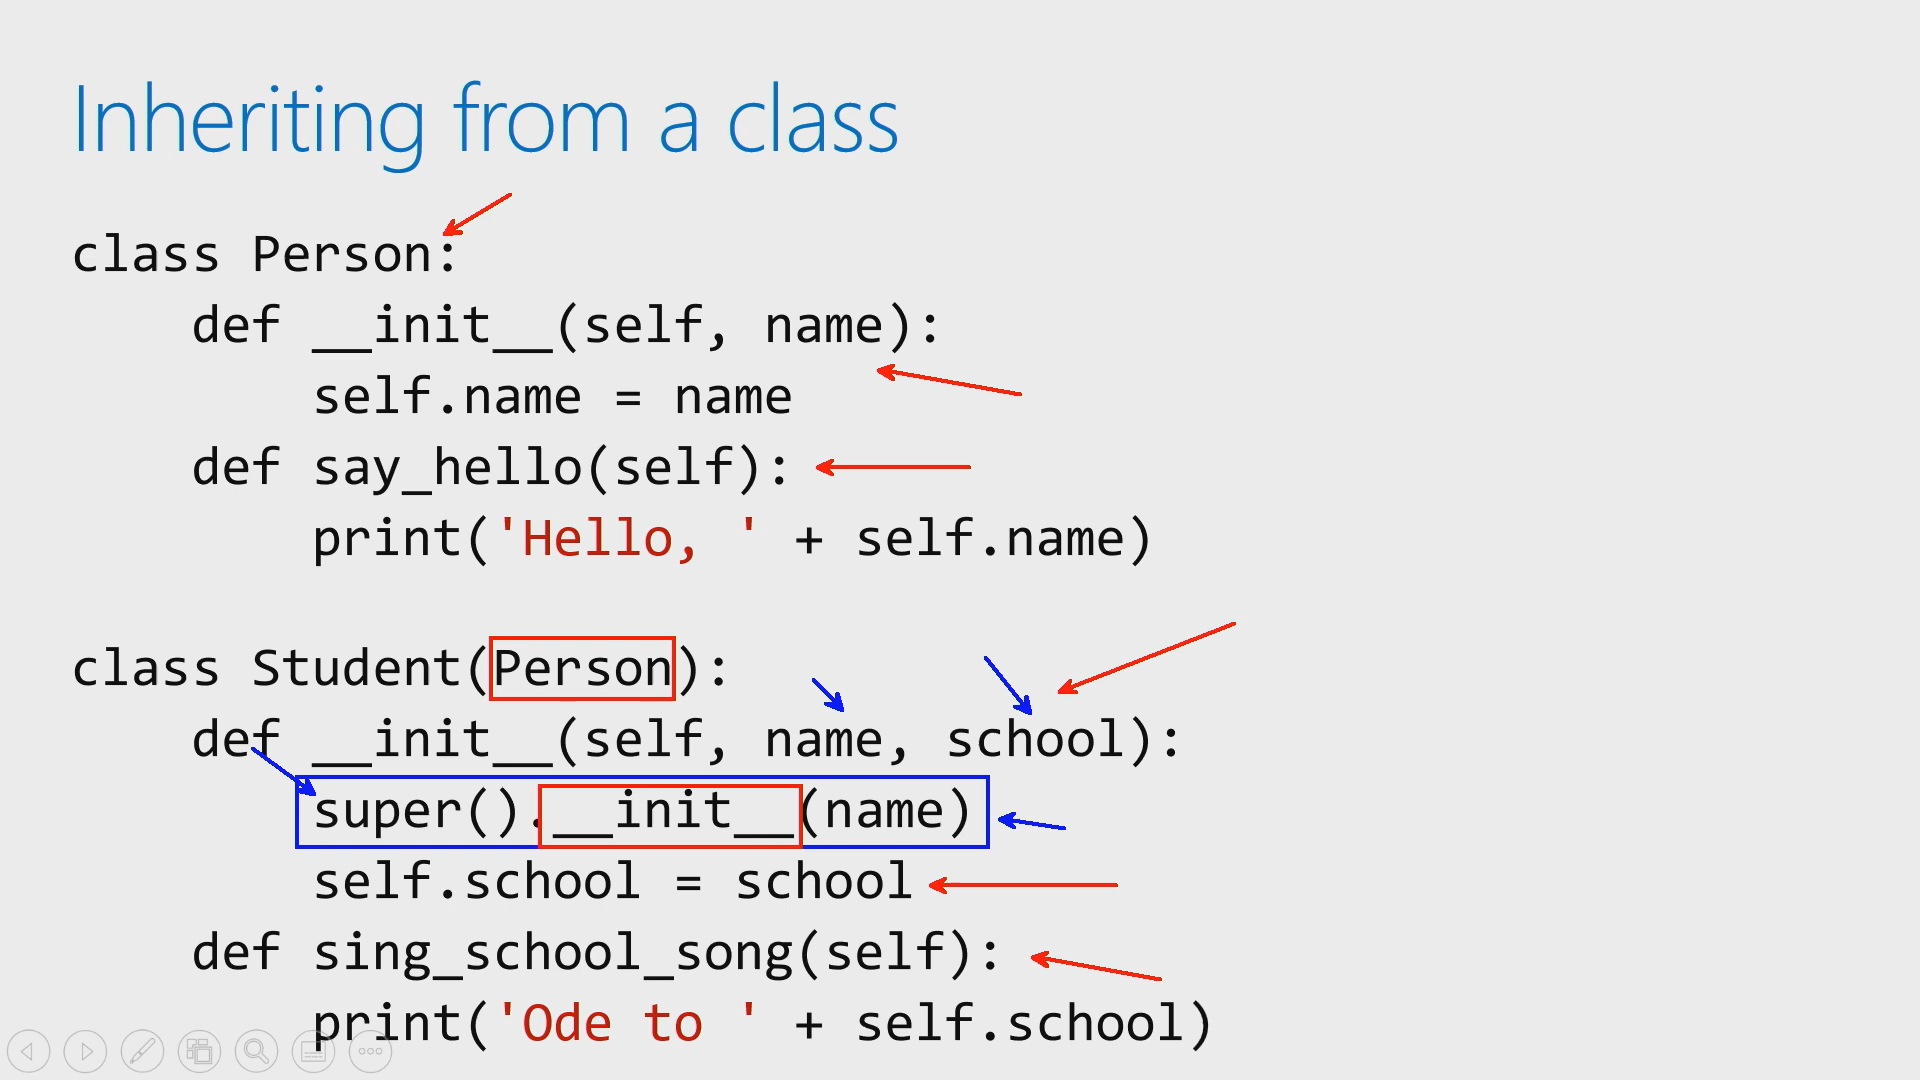 Inheriting from a class
class Person:
    def __init__(self, name):
        self.name = name
    def say_hello(self):
        print('Hello, ' + self.name)
class Student(Person):
    def __init__(self, name, school):
        super().__init__(name)
        self.school = school
    def sing_school_song(self):
        print('Ode to ' + self.school)